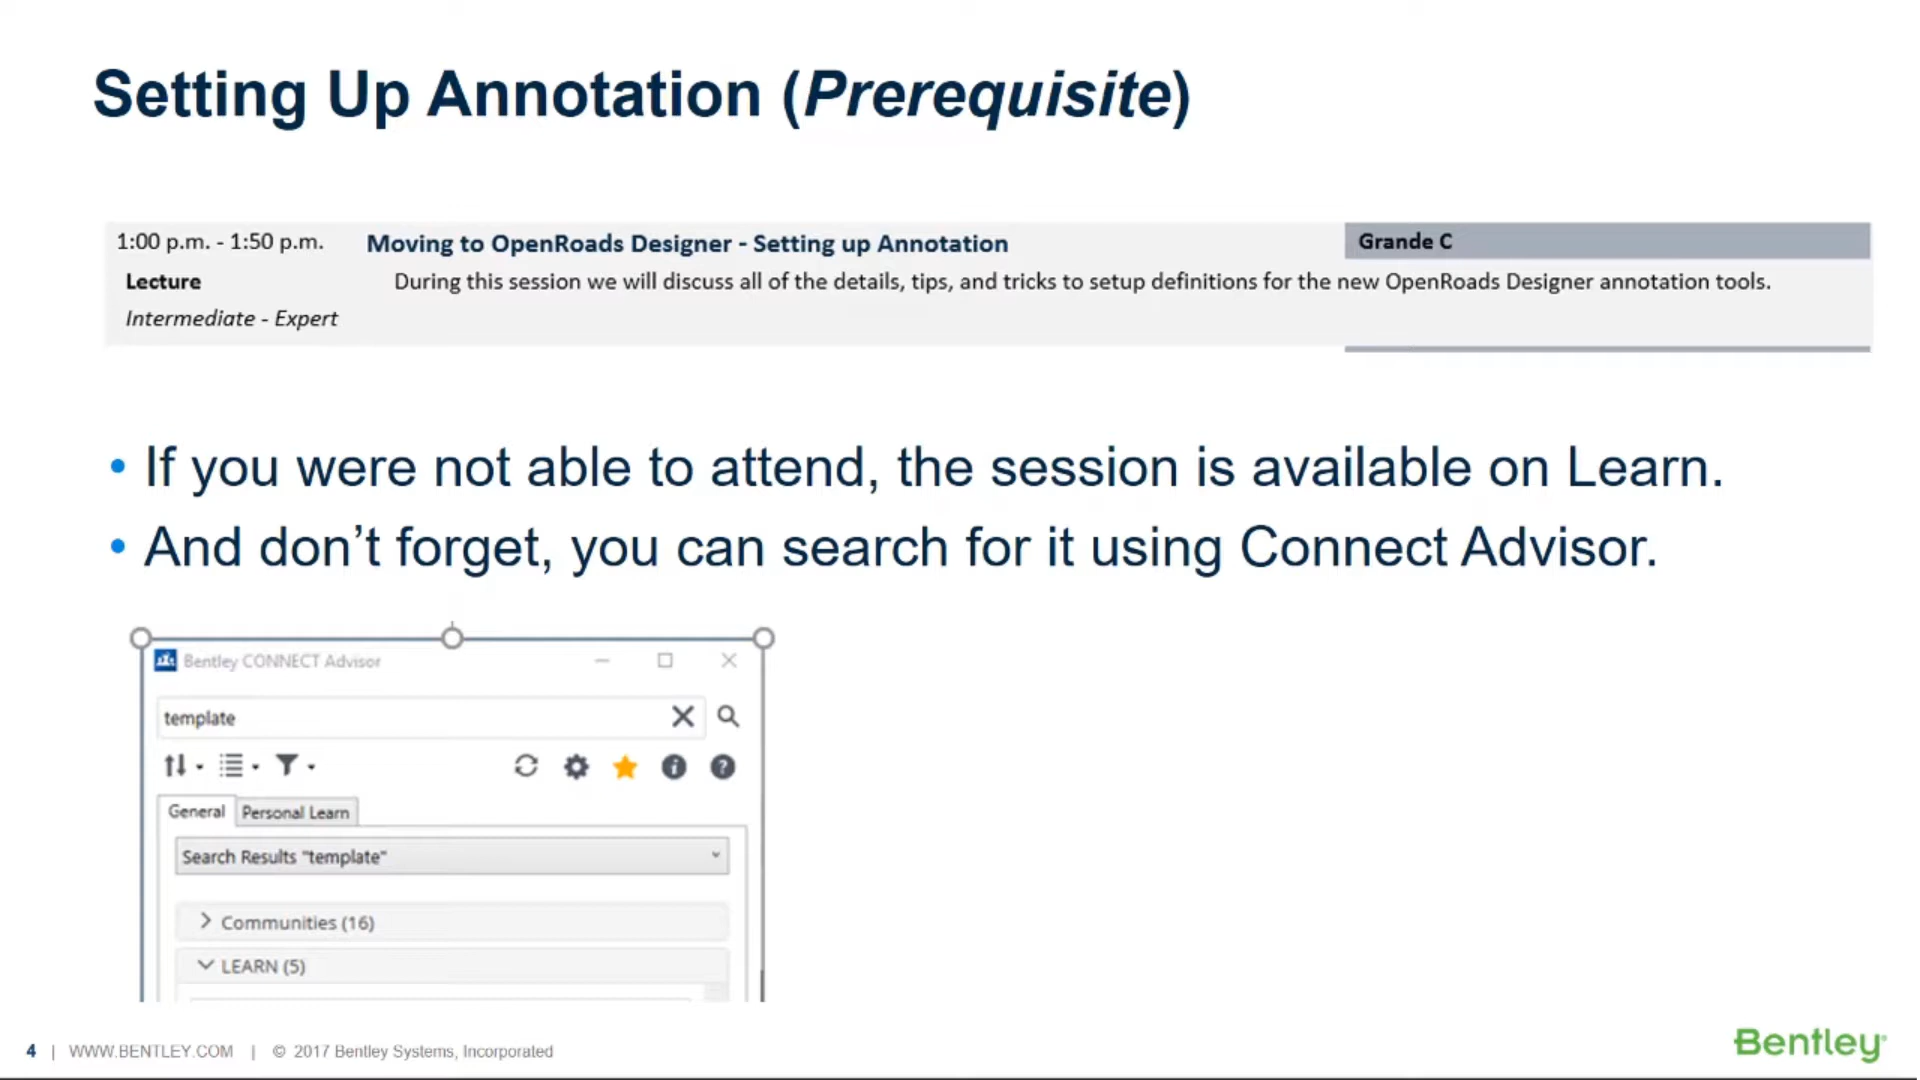 Setting Up Annotation (Prerequisite)
1:00 p.m. - 1:50 p.m. Moving to OpenRoads Designer - Setting up Annotation Grande C
Lecture During this session we will discuss all of the details, tips, and tricks to setup definitions for the new OpenRoads Designer annotation tools.
Intermediate - Expert
• If you were not able to attend, the session is available on Learn.
• And don’t forget, you can search for it using Connect Advisor.
Bentley CONNECT Advisor
template
General Personal Learn
Search Results "template"
Communities (16)
LEARN (5)
4 | WWW.BENTLEY.COM | © 2017 Bentley Systems, Incorporated
Bentley